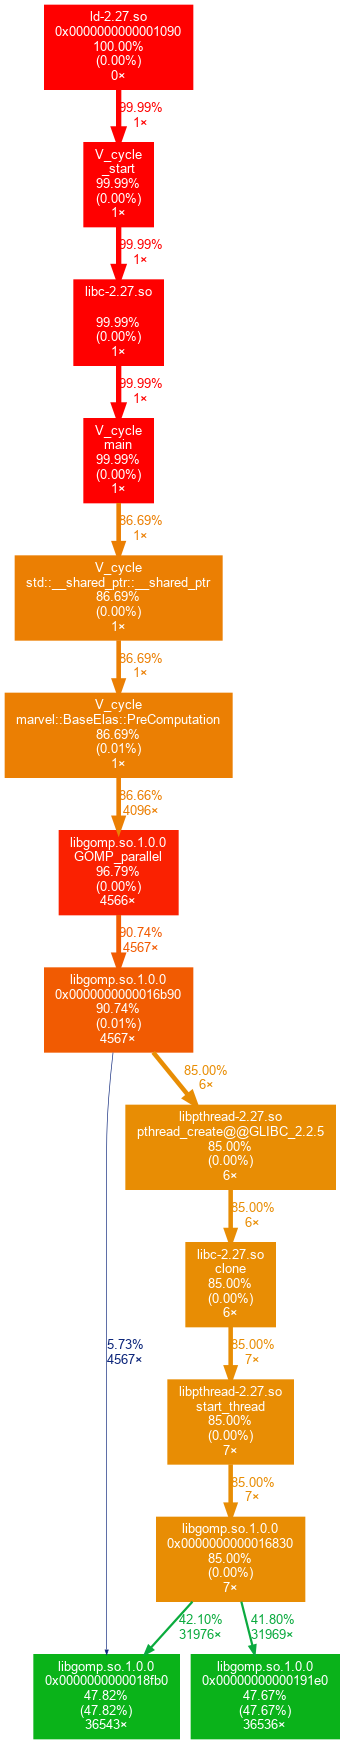 ld-2.27.so
0x0000000000001090
100.00%
(0.00%)
0×
99.99%
1×
V_cycle
_start
99.99%
(0.00%)
1×
99.99%
1×
libc-2.27.so
99.99%
(0.00%)
1×
99.99%
1×
V_cycle
main
99.99%
(0.00%)
1×
86.69%
1×
V_cycle
std::__shared_ptr::__shared_ptr
86.69%
(0.00%)
1×
86.69%
1×
V_cycle
marvel::BaseElas::PreComputation
86.69%
(0.01%)
1×
86.66%
4096×
libgomp.so.1.0.0
GOMP_parallel
96.79%
(0.00%)
4566×
90.74%
4567×
libgomp.so.1.0.0
0x0000000000016b90
90.74%
(0.01%)
4567×
85.00%
6×
libpthread-2.27.so
pthread_create@@GLIBC_2.2.5
85.00%
(0.00%)
6×
85.00%
6×
libc-2.27.so
clone
85.00%
(0.00%)
6×
5.73%
4567×
85.00%
7×
libpthread-2.27.so
start_thread
85.00%
(0.00%)
7×
85.00%
7×
libgomp.so.1.0.0
0x0000000000016830
85.00%
(0.00%)
7×
42.10%
31976×
41.80%
31969×
libgomp.so.1.0.0
0x0000000000018fb0
47.82%
(47.82%)
36543×
libgomp.so.1.0.0
0x00000000000191e0
47.67%
(47.67%)
36536×